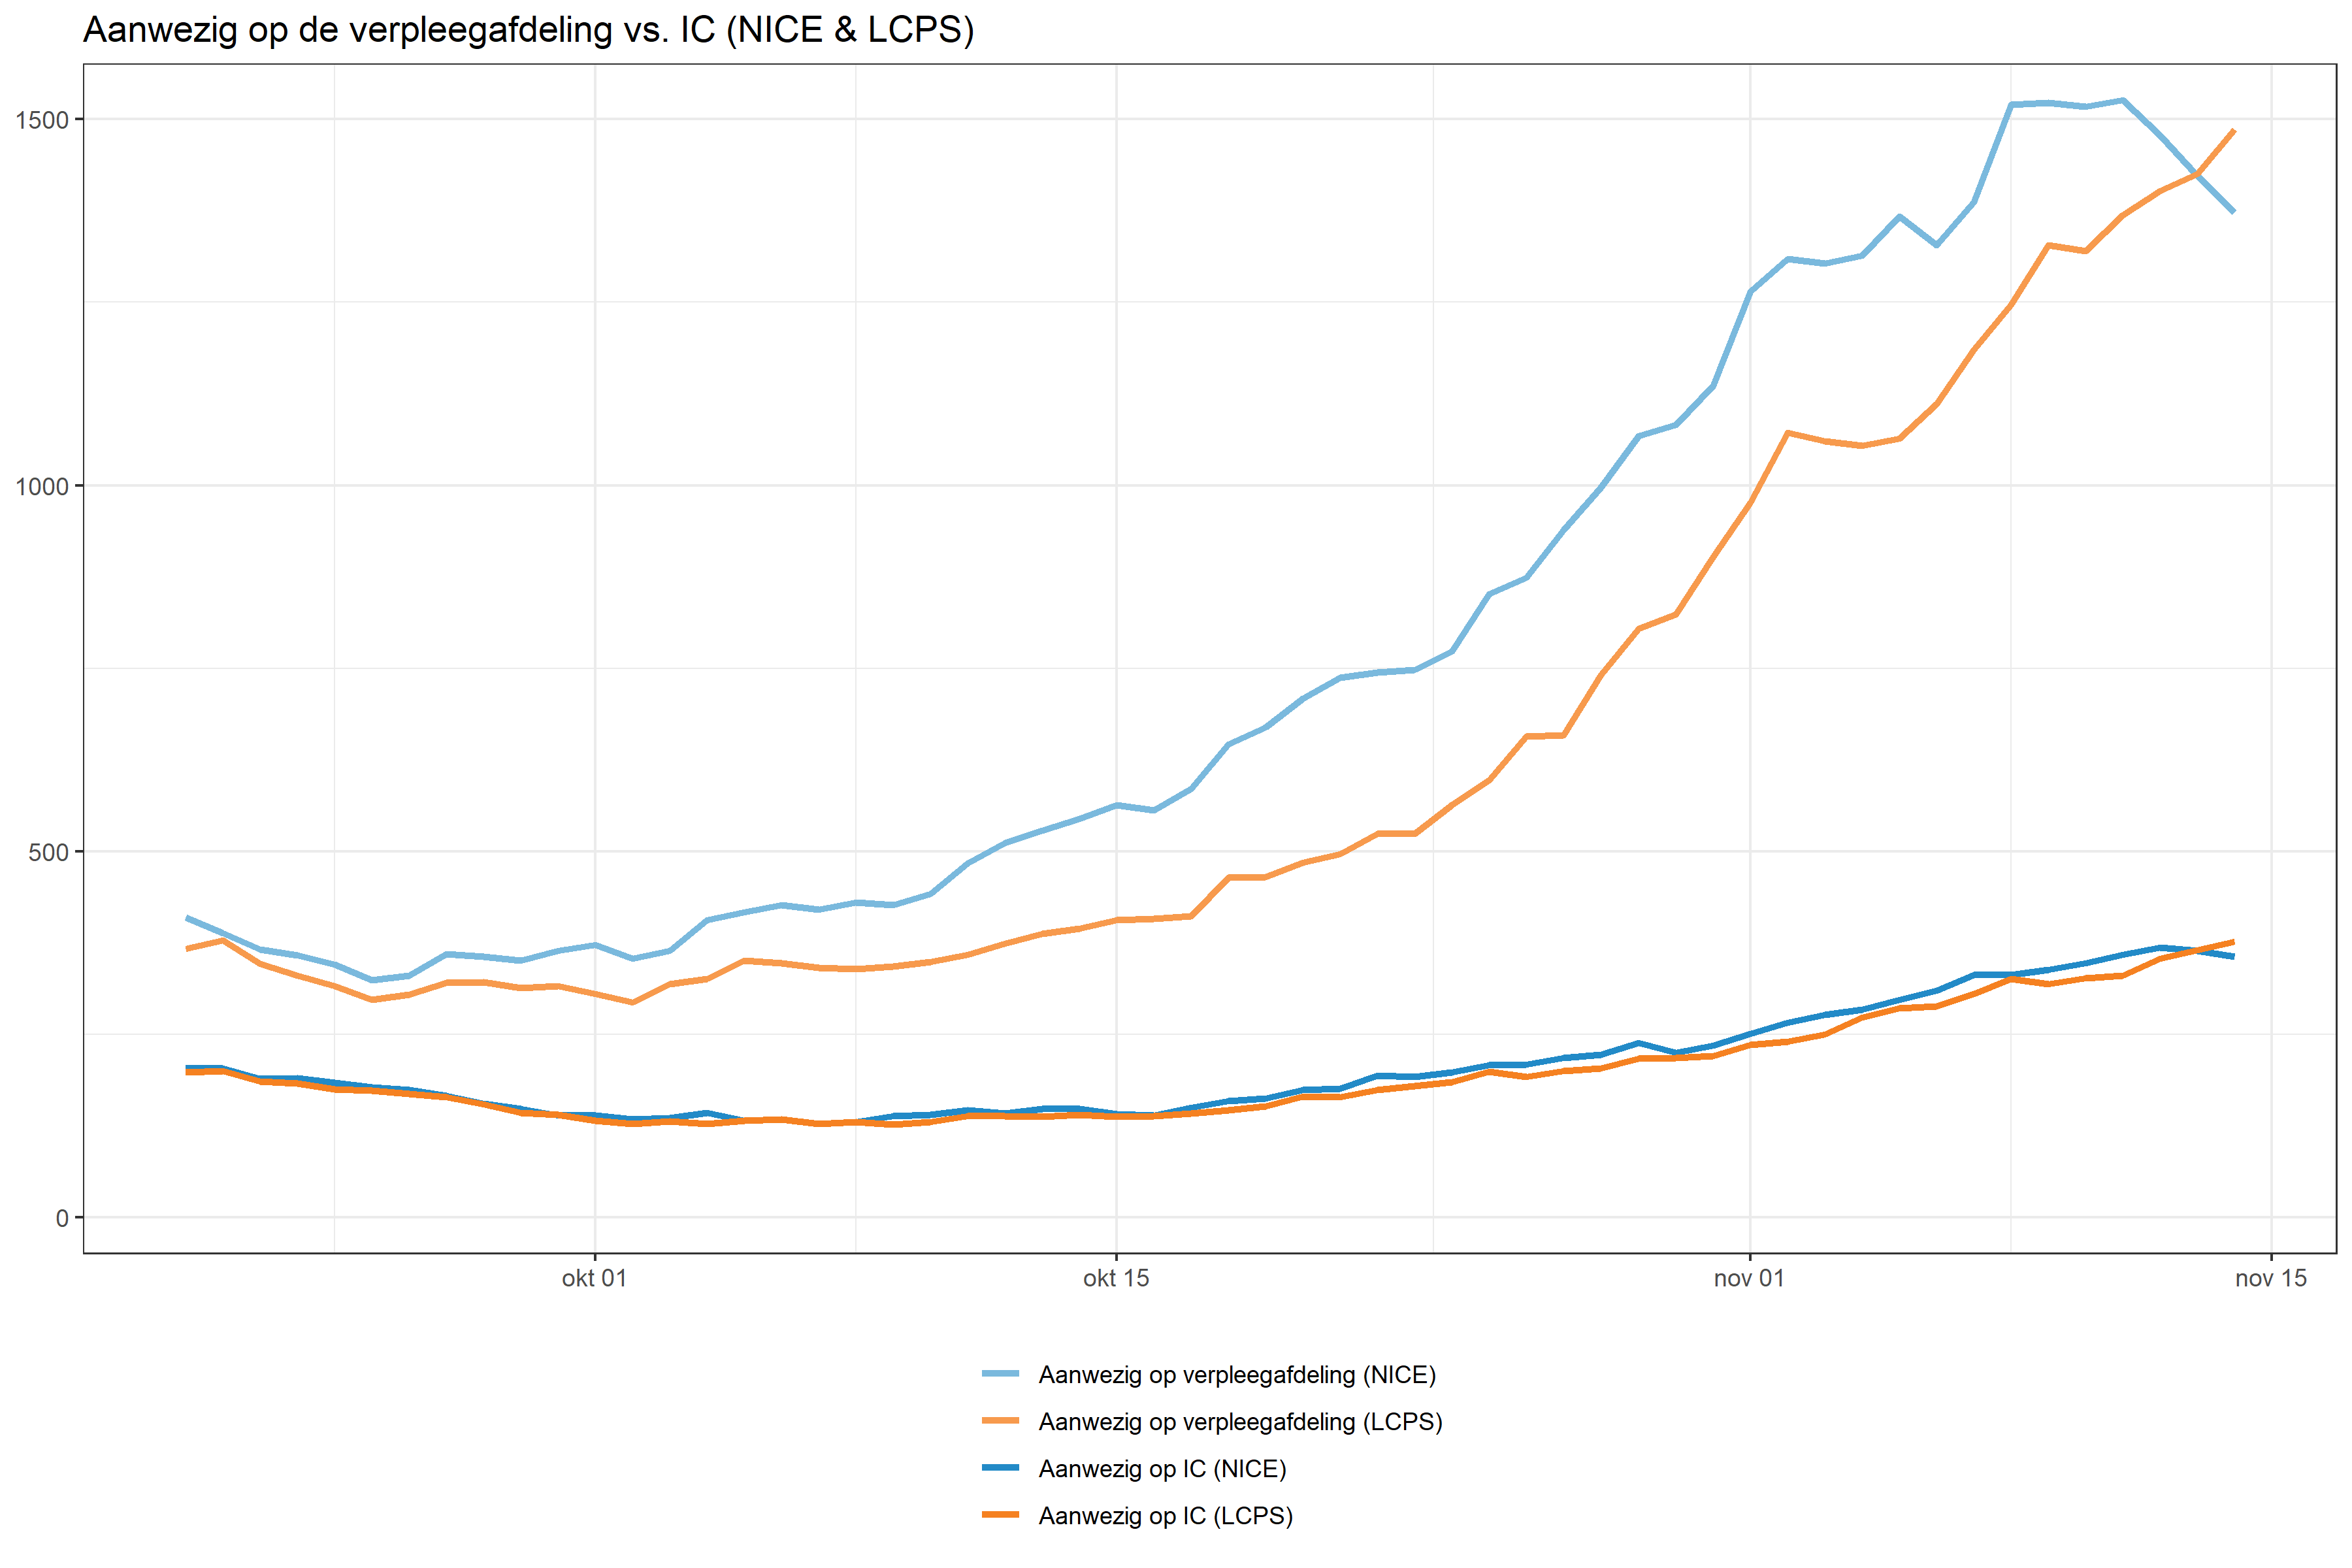 Aanwezig op de verpleegafdeling vs. IC (NICE & LCPS)
1500
1000
500
0
okt 01
okt 15
nov 01
nov 15
Aanwezig op verpleegafdeling (NICE)
Aanwezig op verpleegafdeling (LCPS)
Aanwezig op IC (NICE)
Aanwezig op IC (LCPS)